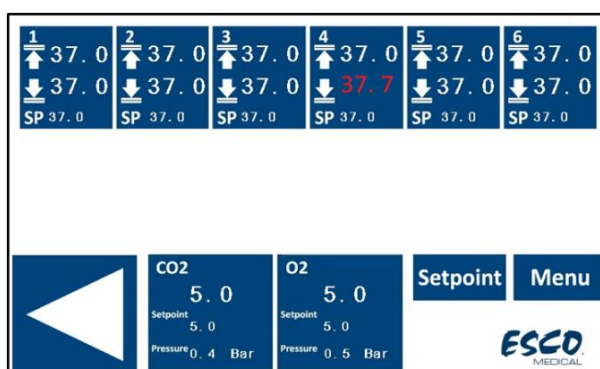 1 2 3 4 5 6
37. 0 37. 0 37. 0 37. 0 37. 0 37. 0
37. 0 37. 0 37. 0 37. 7 37. 0 37. 0
SP 37. 0 SP 37. 0 SP 37. 0 SP 37. 0 SP 37. 0 SP 37. 0
CO2
5. 0
Setpoint
5. 0
Pressure 0. 4 Bar
O2
5. 0
Setpoint
5. 0
Pressure 0. 5 Bar
Setpoint
Menu
ESCO
MEDICAL